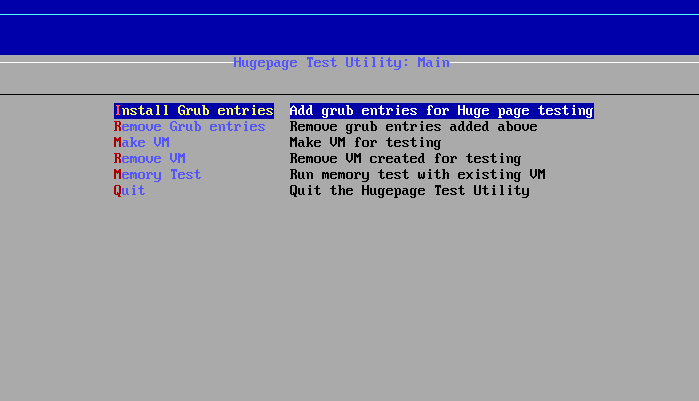 Hugepage Test Utility: Main
Install Grub entries Add grub entries for Huge page testing
Remove Grub entries Remove grub entries added above
Make VM Make VM for testing
Remove VM Remove VM created for testing
Memory Test Run memory test with existing VM
Quit Quit the Hugepage Test Utility